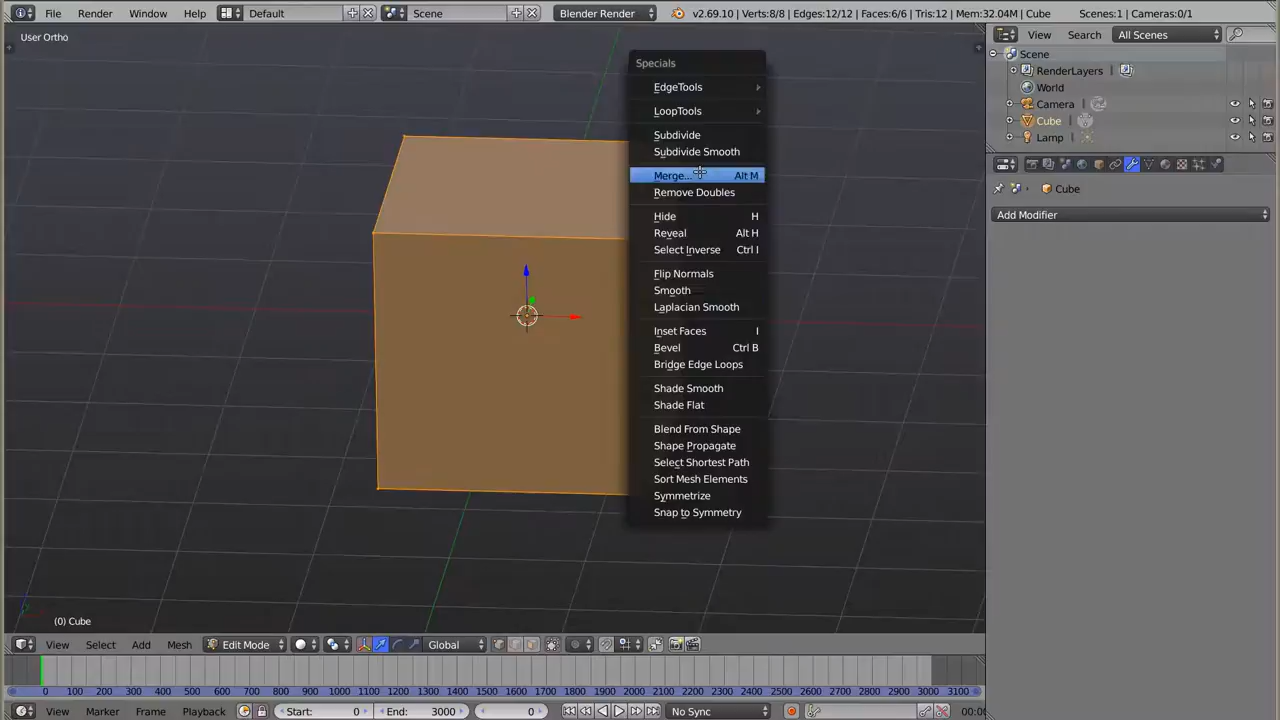 File Render Window Help Default Scene Blender Render v2.69.10 | Verts:8/8 | Edges:12/12 | Faces:6/6 | Tris:12 | Mem:32.04M | Cube Scenes:1 | Cameras:0/1
User Ortho
View Search All Scenes
Scene
RenderLayers
World
Camera
Cube
Lamp
Cube
Add Modifier
Specials
EdgeTools
LoopTools
Subdivide
Subdivide Smooth
Merge... Alt M
Remove Doubles
Hide H
Reveal Alt H
Select Inverse Ctrl I
Flip Normals
Smooth
Laplacian Smooth
Inset Faces I
Bevel Ctrl B
Bridge Edge Loops
Shade Smooth
Shade Flat
Blend From Shape
Shape Propagate
Select Shortest Path
Sort Mesh Elements
Symmetrize
Snap to Symmetry
(0) Cube
View Select Add Mesh Edit Mode Global
0 100 200 300 400 500 600 700 800 900 1000 1100 1200 1300 1400 1500 1600 1700 1800 1900 2000 2100 2200 2300 2400 2500 2600 2700 2800 2900 3000 3100
View Marker Frame Playback Start: 0 End: 3000 0 No Sync